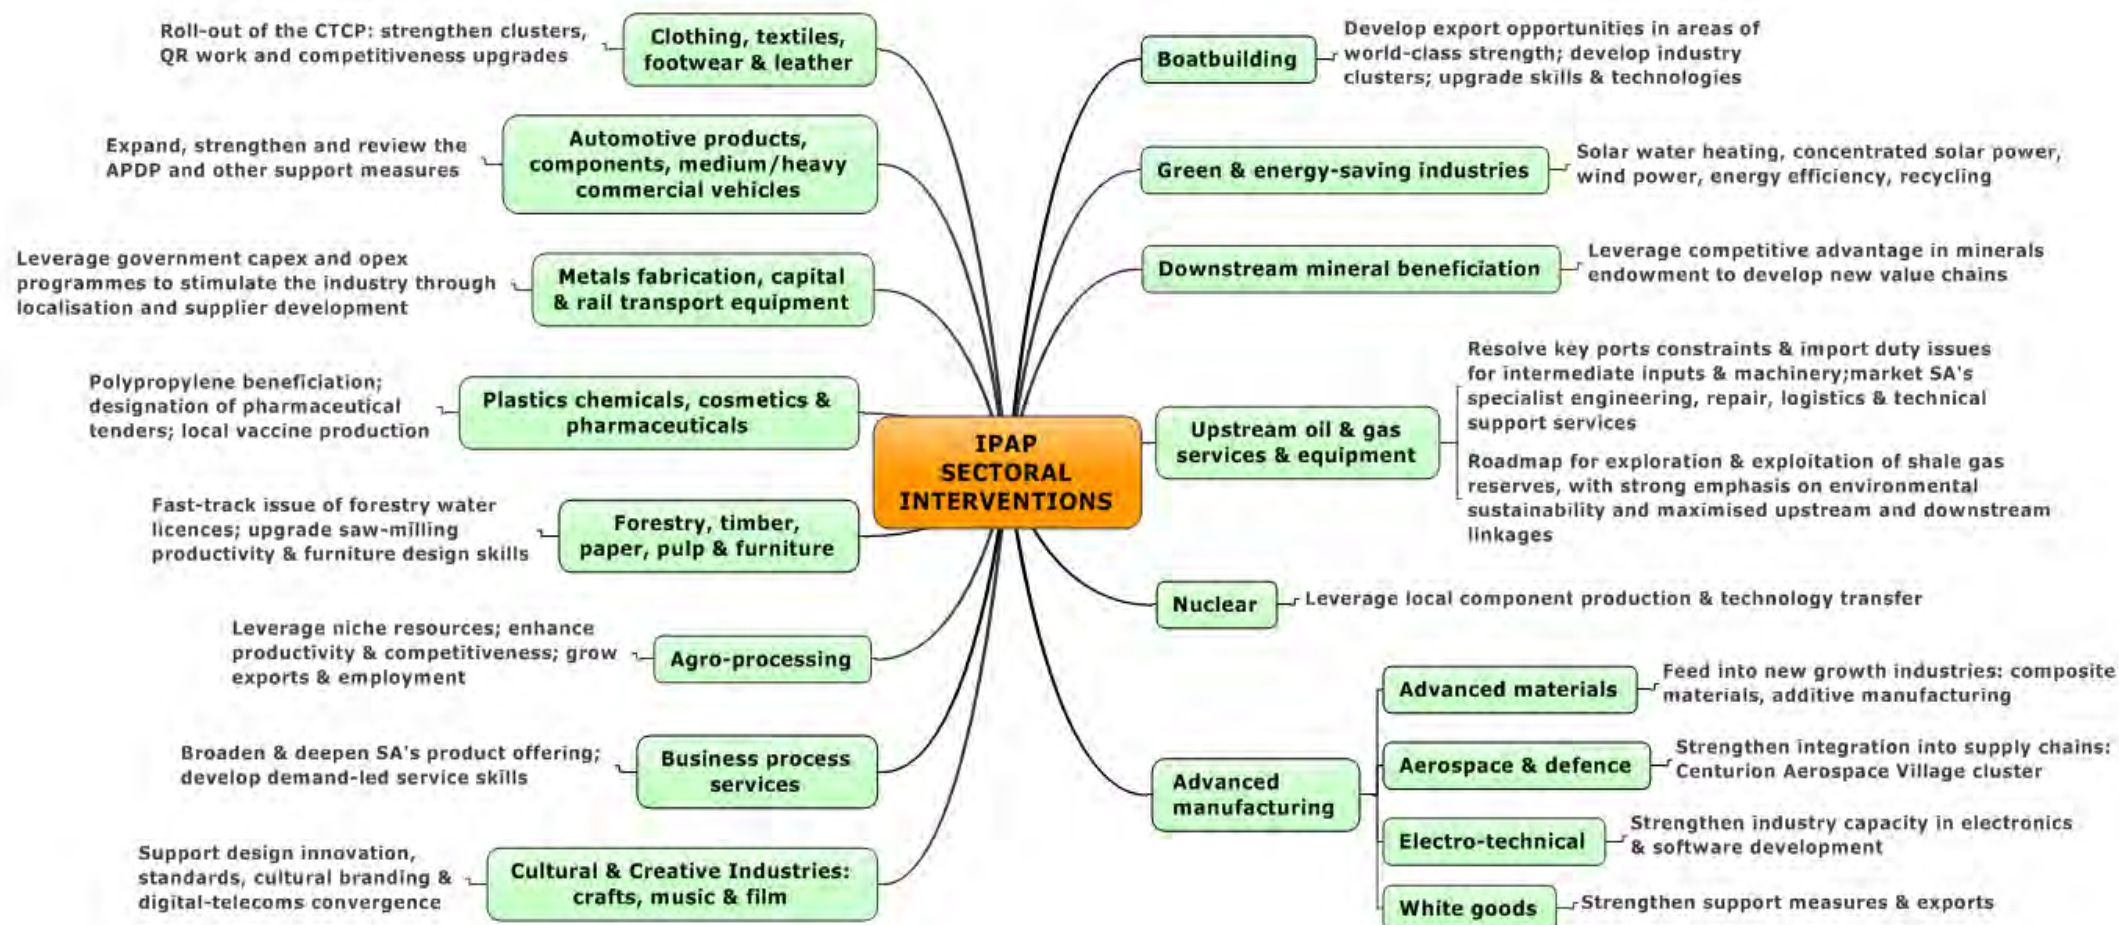 Roll-out of the CTCP: strengthen clusters,
QR work and competitiveness upgrades
Clothing, textiles,
footwear & leather
Expand, strengthen and review the
APDP and other support measures
Automotive products,
components, medium/heavy
commercial vehicles
Leverage government capex and opex
programmes to stimulate the industry through
localisation and supplier development
Metals fabrication, capital
& rail transport equipment
Polypropylene beneficiation;
designation of pharmaceutical
tenders; local vaccine production
Plastics chemicals, cosmetics &
pharmaceuticals
Fast-track issue of forestry water
licences; upgrade saw-milling
productivity & furniture design skills
Forestry, timber,
paper, pulp & furniture
Leverage niche resources; enhance
productivity & competitiveness; grow
exports & employment
Agro-processing
Broaden & deepen SA's product offering;
develop demand-led service skills
Business process
services
Support design innovation,
standards, cultural branding &
digital-telecoms convergence
Cultural & Creative Industries:
crafts, music & film
IPAP
SECTORAL
INTERVENTIONS
Boatbuilding
Develop export opportunities in areas of
world-class strength; develop industry
clusters; upgrade skills & technologies
Green & energy-saving industries
Solar water heating, concentrated solar power,
wind power, energy efficiency, recycling
Downstream mineral beneficiation
Leverage competitive advantage in minerals
endowment to develop new value chains
Upstream oil & gas
services & equipment
Resolve key ports constraints & import duty issues
for intermediate inputs & machinery;market SA's
specialist engineering, repair, logistics & technical
support services
Roadmap for exploration & exploitation of shale gas
reserves, with strong emphasis on environmental
sustainability and maximised upstream and downstream
linkages
Nuclear
Leverage local component production & technology transfer
Advanced
manufacturing
Advanced materials
Feed into new growth industries: composite
materials, additive manufacturing
Aerospace & defence
Strengthen integration into supply chains:
Centurion Aerospace Village cluster
Electro-technical
Strengthen industry capacity in electronics
& software development
White goods
Strengthen support measures & exports